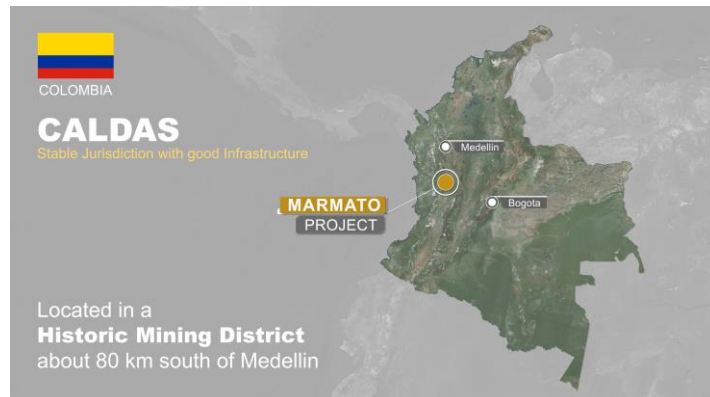 COLOMBIA
CALDAS
Stable Jurisdiction with good Infrastructure
Medellin
MARMATO
PROJECT
Bogota
Located in a
Historic Mining District
about 80 km south of Medellin